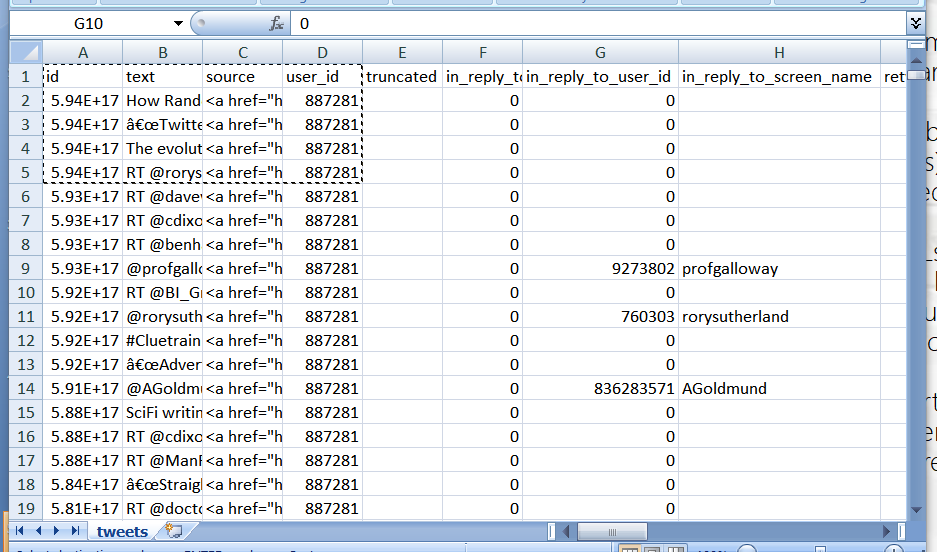 G10 fx 0
A B C D E F G H
1 id text source user_id truncated in_reply_to in_reply_to_user_id in_reply_to_screen_name ret
2 5.94E+17 How Rand <a href="h 887281 0 0
3 5.94E+17 â€œTwitte <a href="h 887281 0 0
4 5.94E+17 The evolut <a href="h 887281 0 0
5 5.94E+17 RT @rorys <a href="h 887281 0 0
6 5.93E+17 RT @dave <a href="h 887281 0 0
7 5.93E+17 RT @cdixo <a href="h 887281 0 0
8 5.93E+17 RT @benh <a href="h 887281 0 0
9 5.93E+17 @profgallo <a href="h 887281 0 9273802 profgalloway
10 5.92E+17 RT @BI_G <a href="h 887281 0 0
11 5.92E+17 @rorysuth <a href="h 887281 0 760303 rorysutherland
12 5.92E+17 #Cluetrain <a href="h 887281 0 0
13 5.92E+17 â€œAdver <a href="h 887281 0 0
14 5.91E+17 @AGoldm <a href="h 887281 0 836283571 AGoldmund
15 5.88E+17 SciFi writin <a href="h 887281 0 0
16 5.88E+17 RT @cdixo <a href="h 887281 0 0
17 5.88E+17 RT @Man <a href="h 887281 0 0
18 5.84E+17 â€œStraig <a href="h 887281 0 0
19 5.81E+17 RT @docto <a href="h 887281 0 0
tweets